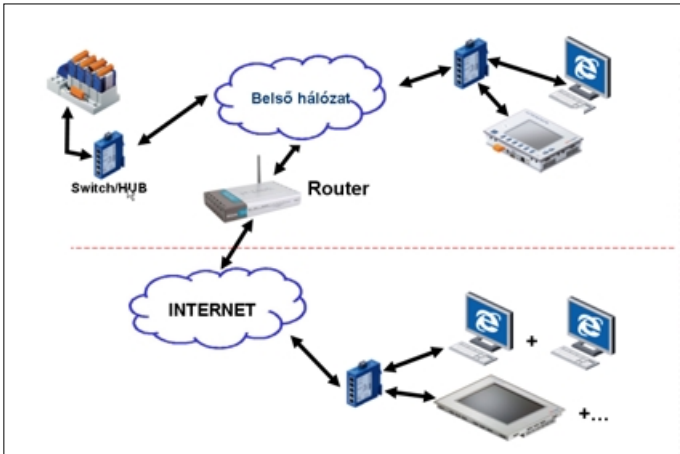 Belső hálózat
Switch/HUB
Router
INTERNET
+
+...